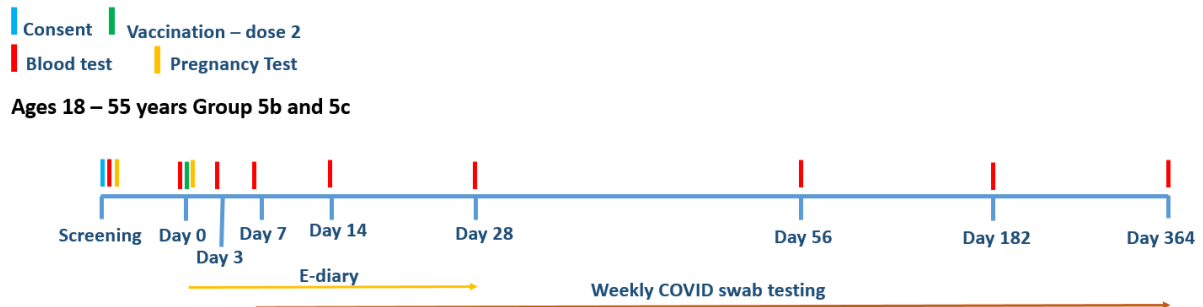 Consent Vaccination – dose 2
Blood test Pregnancy Test
Ages 18 – 55 years Group 5b and 5c
Screening Day 0 Day 3 Day 7 Day 14 Day 28 Day 56 Day 182 Day 364
E-diary
Weekly COVID swab testing